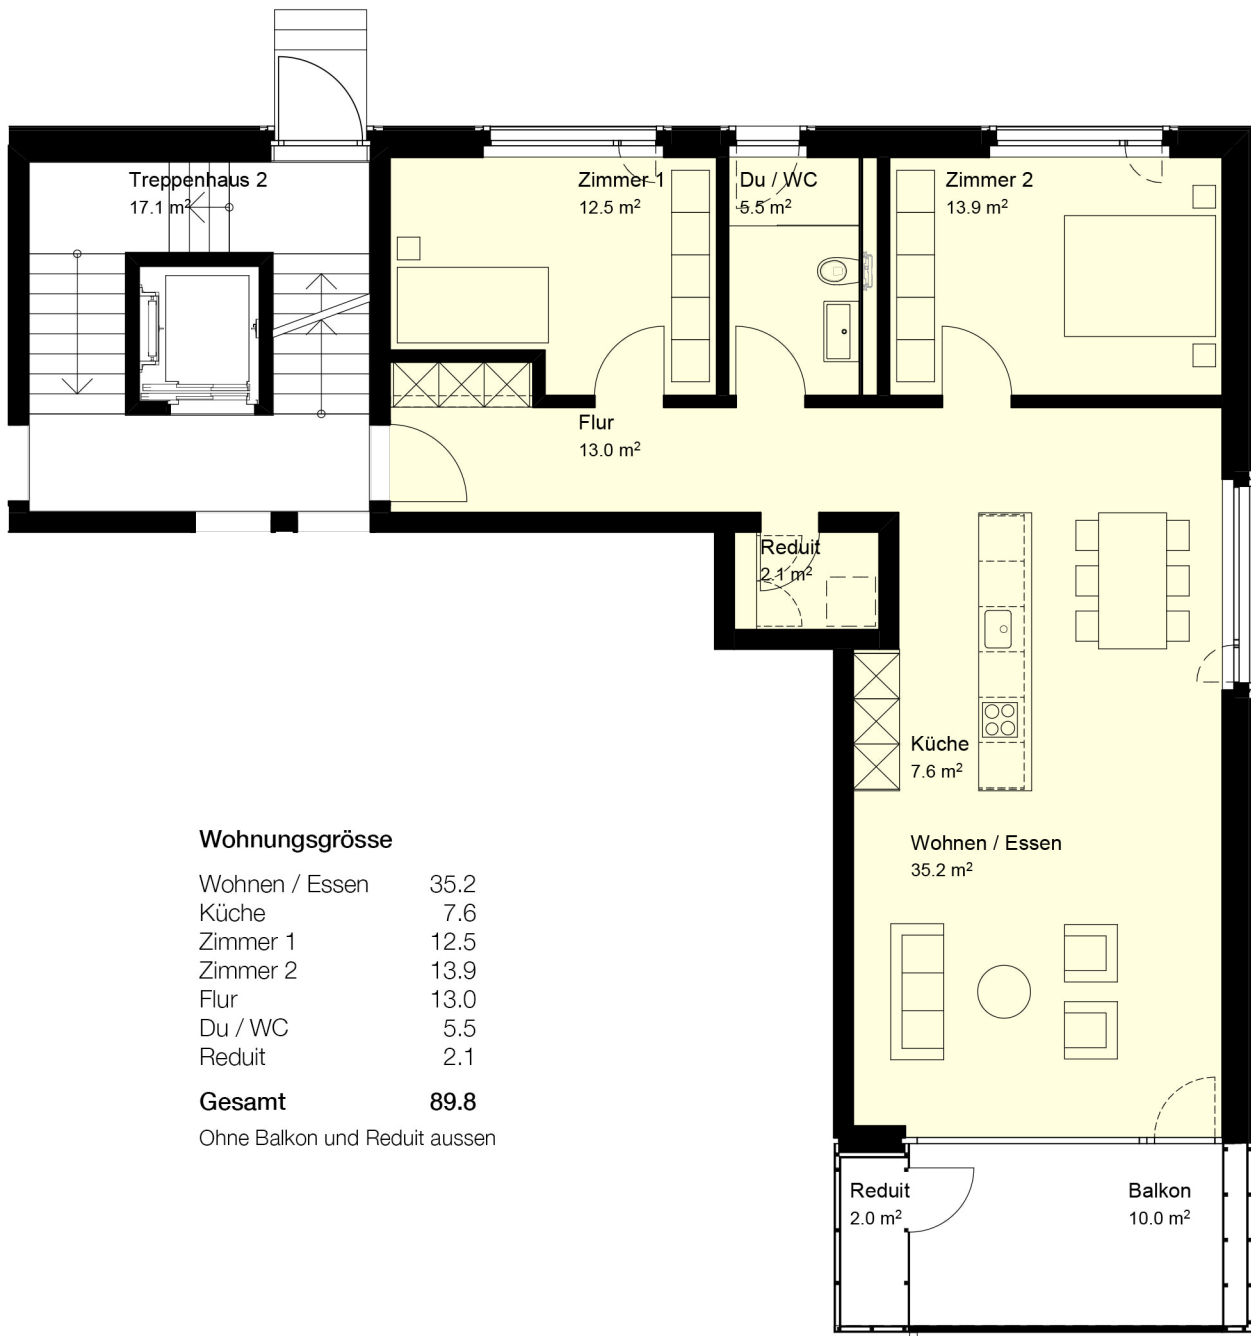 Treppenhaus 2
17.1 m²
Zimmer 1
12.5 m²
Du / WC
5.5 m²
Zimmer 2
13.9 m²
Flur
13.0 m²
Reduit
2.1 m²
Küche
7.6 m²
Wohnen / Essen
35.2 m²
Wohnungsgrösse
Wohnen / Essen 35.2
Küche 7.6
Zimmer 1 12.5
Zimmer 2 13.9
Flur 13.0
Du / WC 5.5
Reduit 2.1
Gesamt 89.8
Ohne Balkon und Reduit aussen
Reduit
2.0 m²
Balkon
10.0 m²